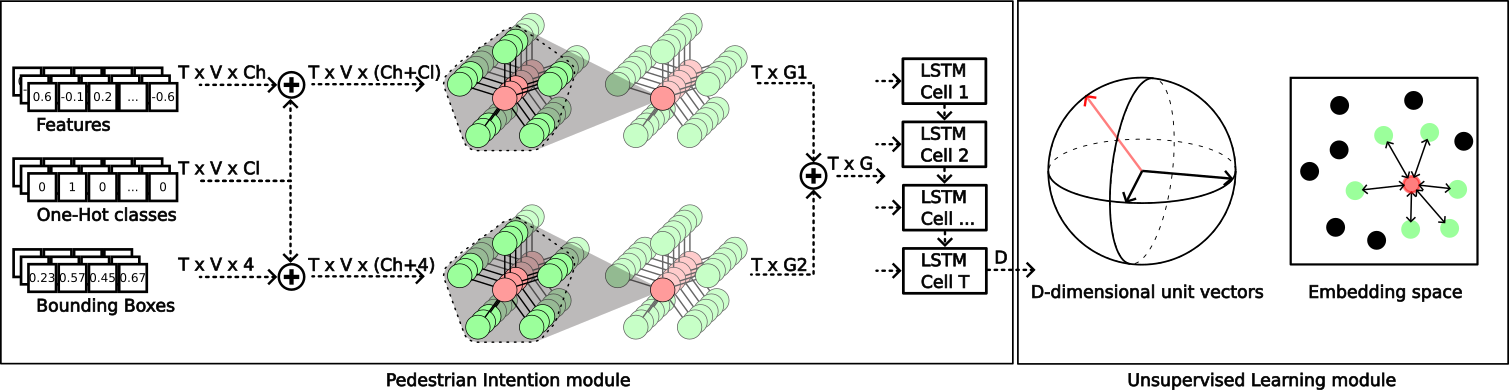 T x V x Ch
T x V x (Ch+Cl)
0.6 -0.1 0.2 ... -0.6
Features
T x V x Cl
0 1 0 ... 0
One-Hot classes
T x V x 4
T x V x (Ch+4)
0.23 0.57 0.45 0.67
Bounding Boxes
T x G1
T x G
T x G2
LSTM
Cell 1
LSTM
Cell 2
LSTM
Cell ...
LSTM
Cell T
D
Pedestrian Intention module
D-dimensional unit vectors
Embedding space
Unsupervised Learning module